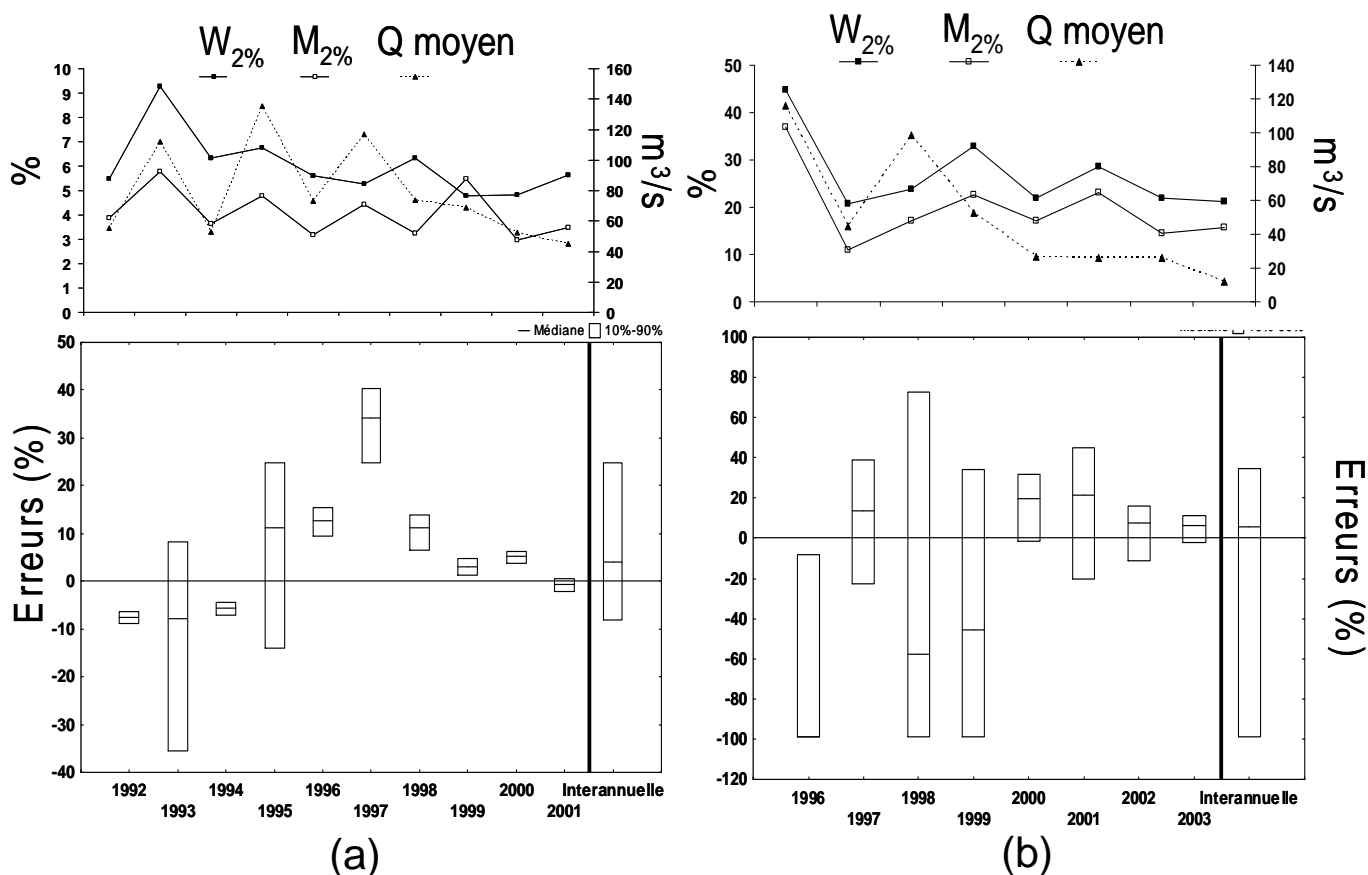 W2% M2% Q moyen
10 9 8 7 6 5 4 3 2 1 0
%
160 140 120 100 80 60 40 20 0
m³/s
Médiane 10%-90%
50 40 30 20 10 0 -10 -20 -30 -40
Erreurs (%)
1992 1994 1996 1998 2000 Interannuelle
1993 1995 1997 1999 2001
(a)
W2% M2% Q moyen
50 40 30 20 10 0
%
140 120 100 80 60 40 20 0
m³/s
100 80 60 40 20 0 -20 -40 -60 -80 -100 -120
Erreurs (%)
1996 1998 2000 2002 Interannuelle
1997 1999 2001 2003
(b)